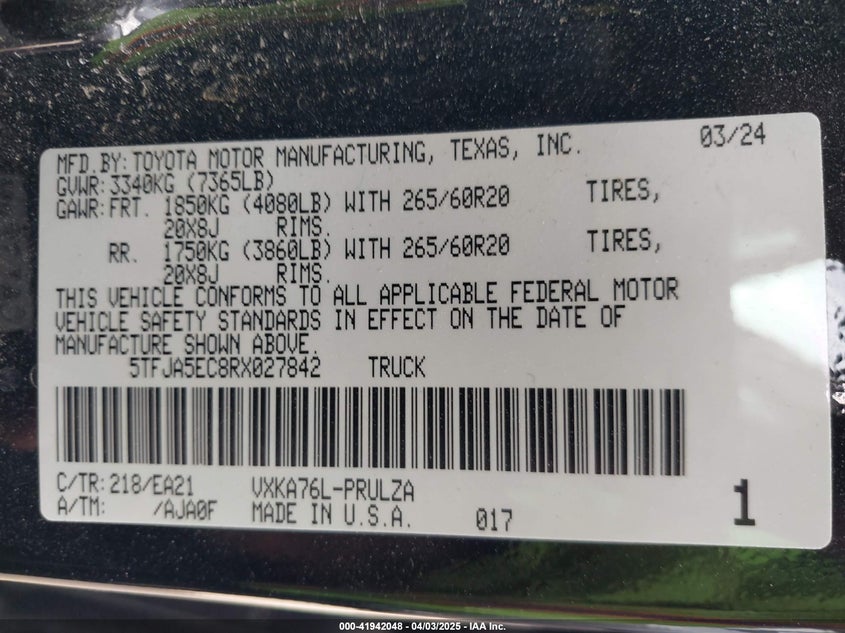 MFD.BY: TOYOTA MOTOR MANUFACTURING, TEXAS, INC. 03/24
GVWR: 3340KG (7365LB)
GAWR: FRT. 1850KG (4080LB) WITH 265/60R20 TIRES,
20X8J RIMS.
RR. 1750KG (3860LB) WITH 265/60R20 TIRES,
20X8J RIMS.
THIS VEHICLE CONFORMS TO ALL APPLICABLE FEDERAL MOTOR
VEHICLE SAFETY STANDARDS IN EFFECT ON THE DATE OF
MANUFACTURE SHOWN ABOVE.
5TFJA5EC8RX027842 TRUCK
C/TR: 218/EA21 VXKA76L-PRULZA
A/TM: /AJA0F MADE IN U.S.A. 017 1
000-41942048 - 04/03/2025 - IAA Inc.